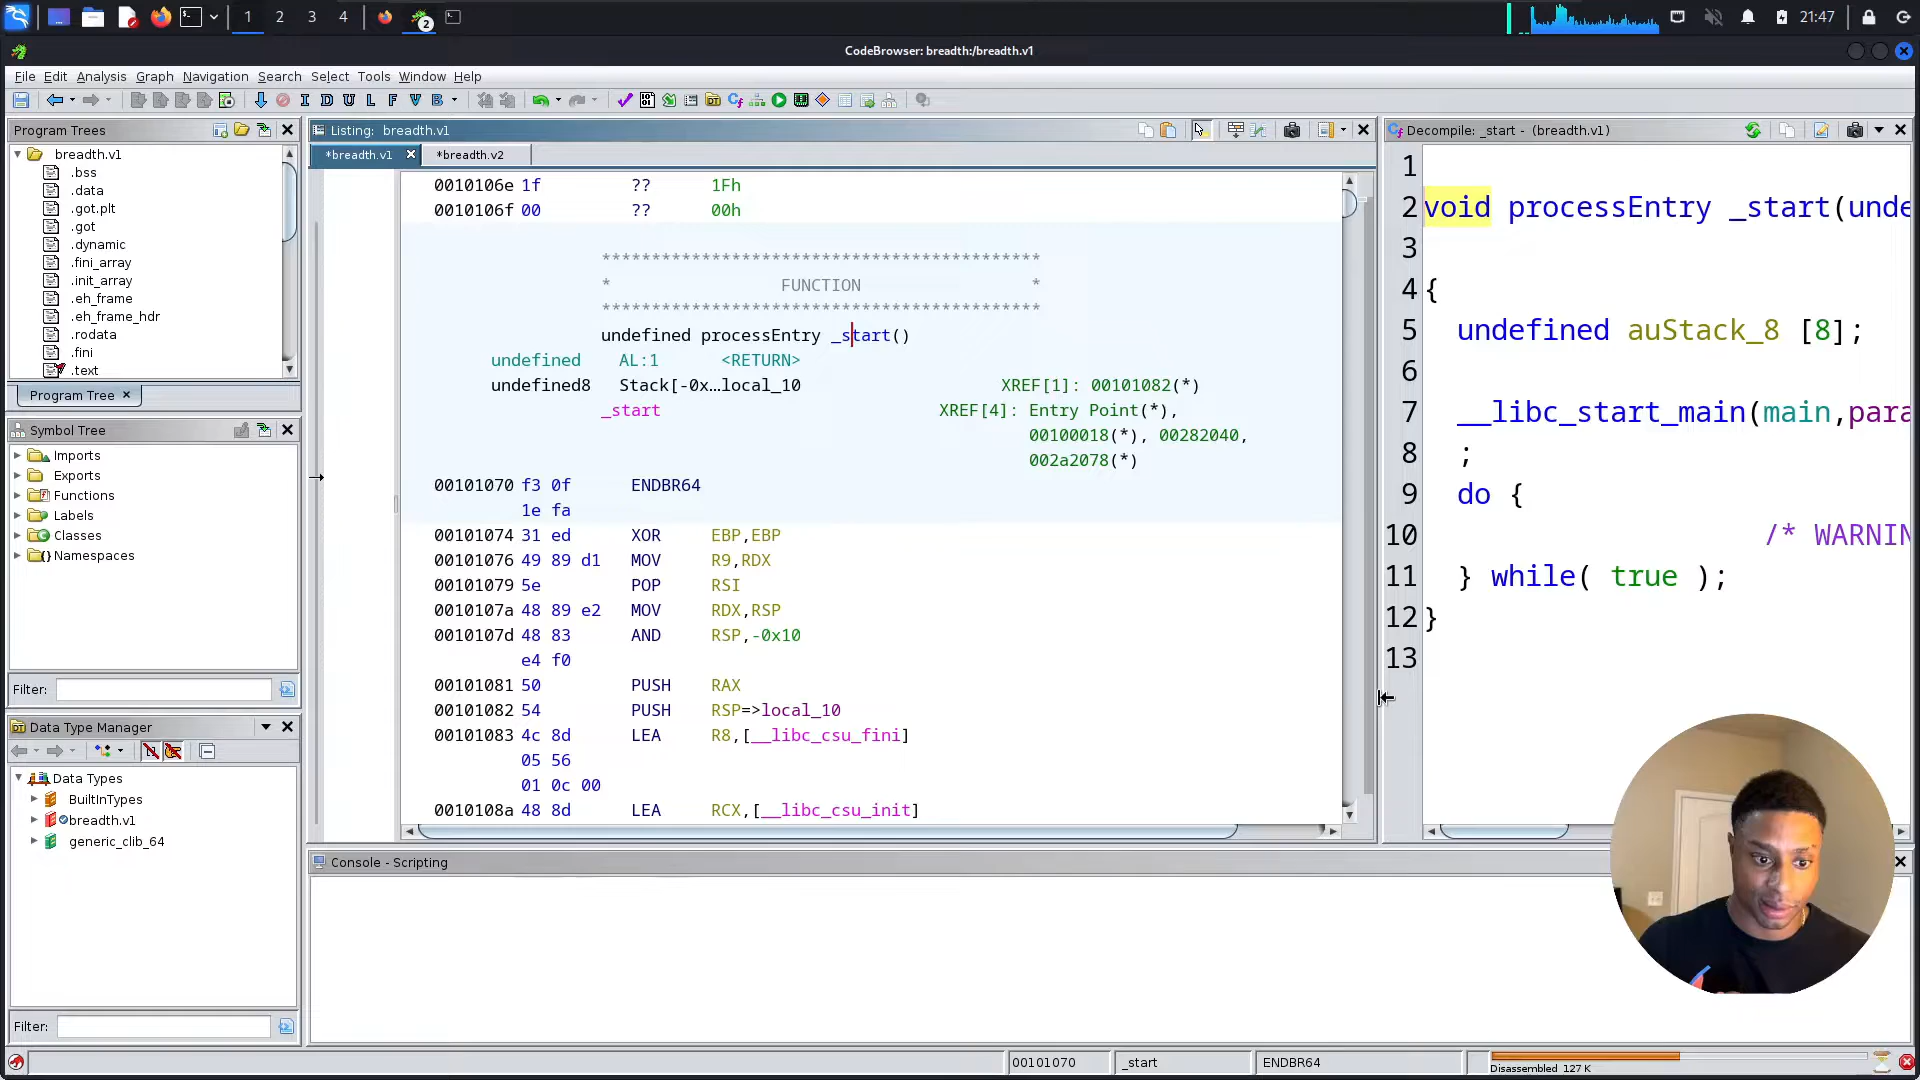 1 2 3 4 2 21:47
CodeBrowser: breadth:/breadth.v1
File Edit Analysis Graph Navigation Search Select Tools Window Help
I D U L F V B
Program Trees
breadth.v1
.bss
.data
.got.plt
.got
.dynamic
.fini_array
.init_array
.eh_frame
.eh_frame_hdr
.rodata
.fini
.text
Program Tree ×
Symbol Tree
Imports
Exports
Functions
Labels
Classes
Namespaces
Filter:
Data Type Manager
Data Types
BuiltInTypes
breadth.v1
generic_clib_64
Filter:
Listing: breadth.v1
*breadth.v1 *breadth.v2
0010106e 1f ?? 1Fh
0010106f 00 ?? 00h
********************************************
* FUNCTION *
********************************************
undefined processEntry _start()
undefined AL:1 <RETURN>
undefined8 Stack[-0x...local_10 XREF[1]: 00101082(*)
_start XREF[4]: Entry Point(*),
00100018(*), 00282040,
002a2078(*)
00101070 f3 0f ENDBR64
1e fa
00101074 31 ed XOR EBP,EBP
00101076 49 89 d1 MOV R9,RDX
00101079 5e POP RSI
0010107a 48 89 e2 MOV RDX,RSP
0010107d 48 83 AND RSP,-0x10
e4 f0
00101081 50 PUSH RAX
00101082 54 PUSH RSP=>local_10
00101083 4c 8d LEA R8,[__libc_csu_fini]
05 56
01 0c 00
0010108a 48 8d LEA RCX,[__libc_csu_init]
Decompile: _start - (breadth.v1)
1
2 void processEntry _start(unde
3
4 {
5 undefined auStack_8 [8];
6
7 __libc_start_main(main,para
8 ;
9 do {
10 /* WARNIN
11 } while( true );
12 }
13
Console - Scripting
00101070 _start ENDBR64 Disassembled 127 K